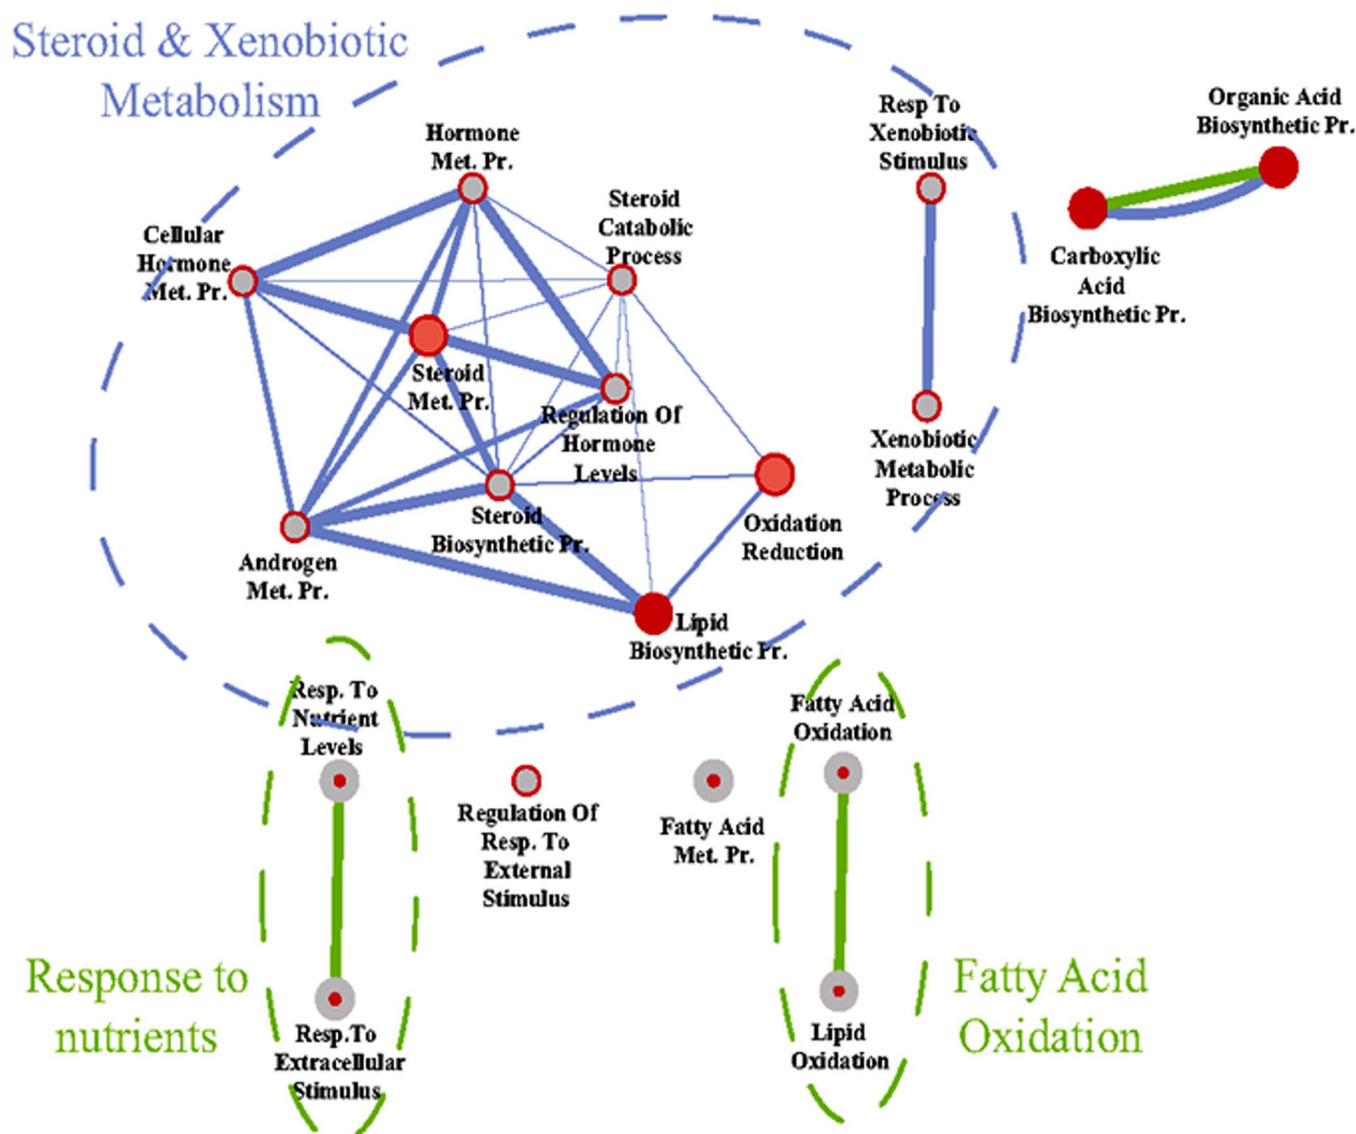 Steroid & Xenobiotic
Metabolism
Hormone
Met. Pr.
Cellular
Hormone
Met. Pr.
Steroid
Catabolic
Process
Resp To
Xenobiotic
Stimulus
Organic Acid
Biosynthetic Pr.
Carboxylic
Acid
Biosynthetic Pr.
Steroid
Met. Pr.
Regulation Of
Hormone
Levels
Xenobiotic
Metabolic
Process
Steroid
Biosynthetic Pr.
Oxidation
Reduction
Androgen
Met. Pr.
Lipid
Biosynthetic Pr.
Resp. To
Nutrient
Levels
Regulation Of
Resp. To
External
Stimulus
Fatty Acid
Met. Pr.
Fatty Acid
Oxidation
Response to
nutrients
Resp.To
Extracellular
Stimulus
Lipid
Oxidation
Fatty Acid
Oxidation